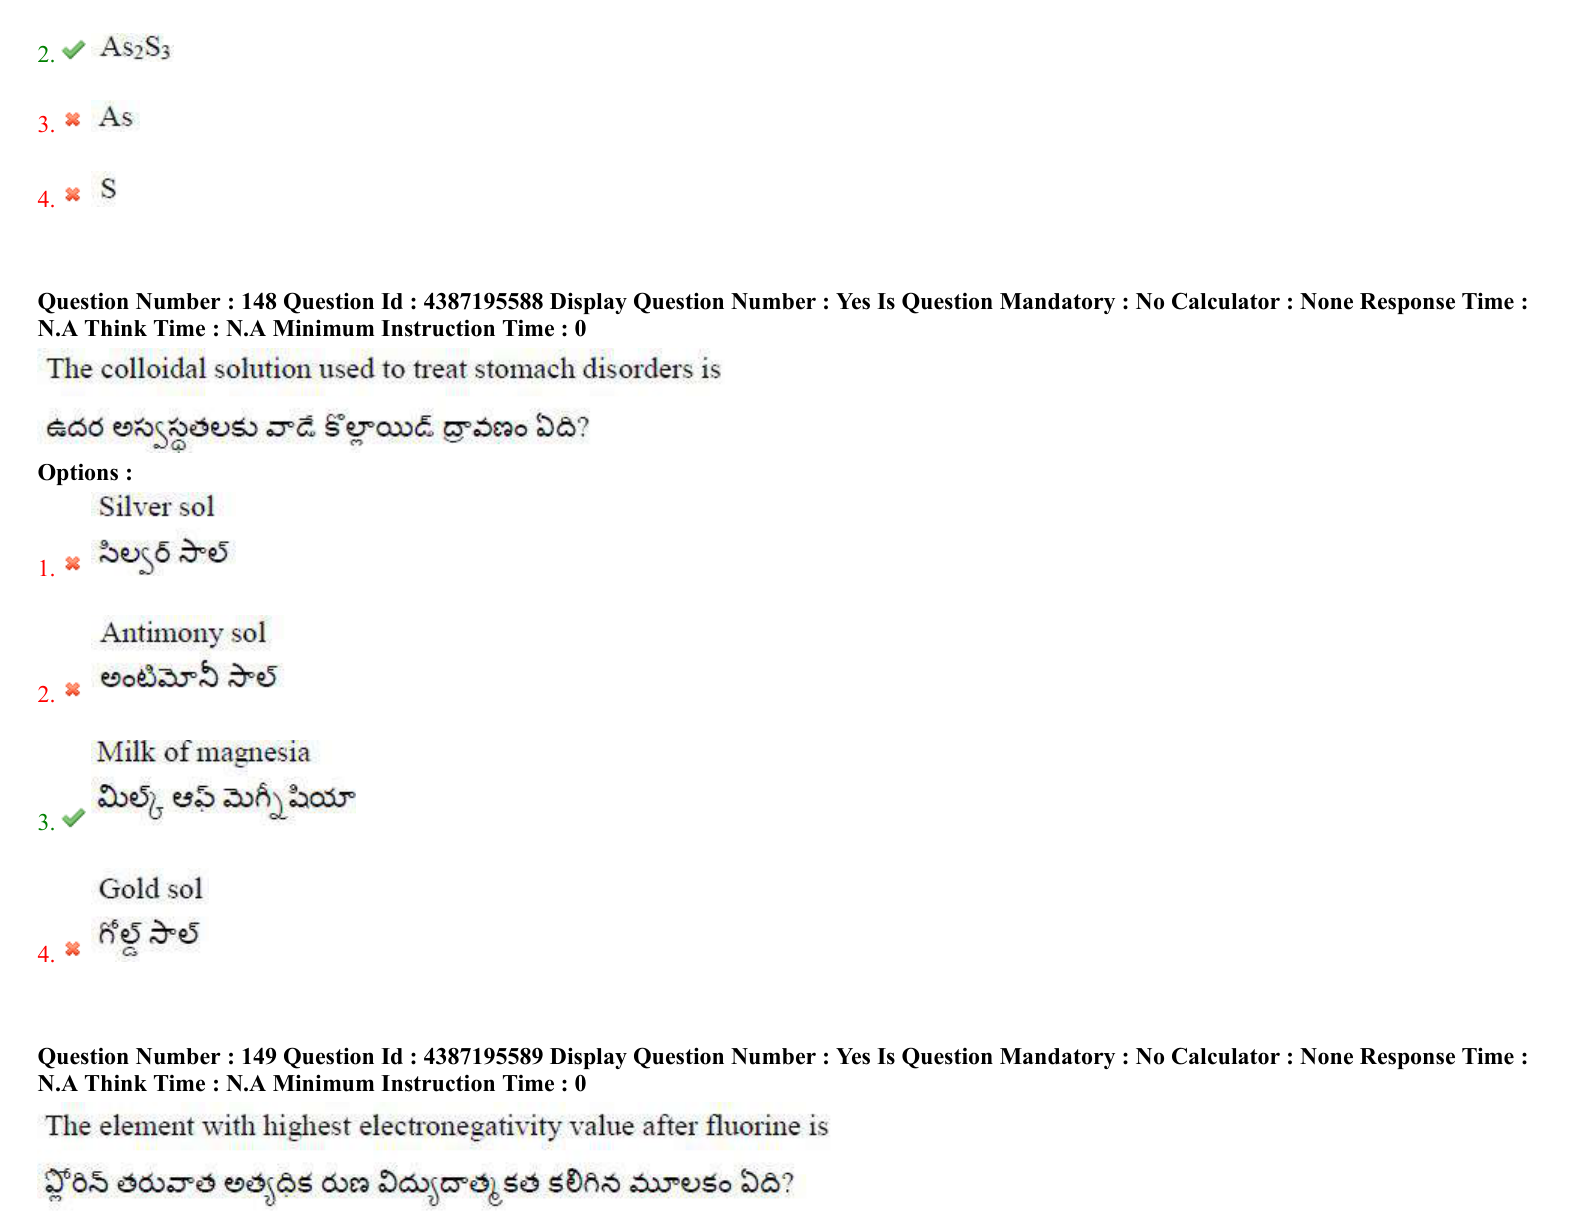 2. As₂S₃
3. As
4. S
Question Number : 148 Question Id : 4387195588 Display Question Number : Yes Is Question Mandatory : No Calculator : None Response Time :
N.A Think Time : N.A Minimum Instruction Time : 0
The colloidal solution used to treat stomach disorders is
ఉదర అస్వస్థతలకు వాడే కొల్లాయిడ్ ద్రావణం ఏది?
Options :
Silver sol
సిల్వర్ సాల్
1.
Antimony sol
అంటిమోనీ సాల్
2.
Milk of magnesia
మిల్క్ ఆఫ్ మెగ్నీషియా
3.
Gold sol
గోల్డ్ సాల్
4.
Question Number : 149 Question Id : 4387195589 Display Question Number : Yes Is Question Mandatory : No Calculator : None Response Time :
N.A Think Time : N.A Minimum Instruction Time : 0
The element with highest electronegativity value after fluorine is
ఫ్లోరిన్ తరువాత అత్యధిక రుణ విద్యుదాత్మకత కలిగిన మూలకం ఏది?